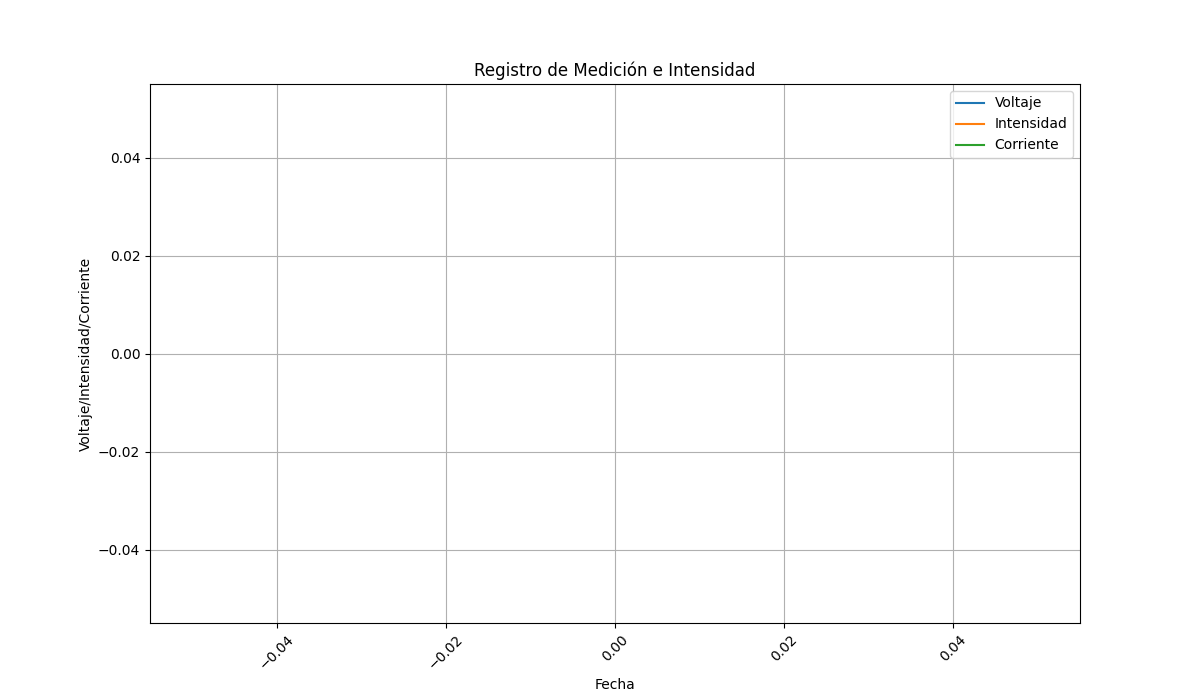 Registro de Medición e Intensidad
Voltaje
Intensidad
Corriente
Voltaje/Intensidad/Corriente
0.04
0.02
0.00
−0.02
−0.04
−0.04
−0.02
0.00
0.02
0.04
Fecha